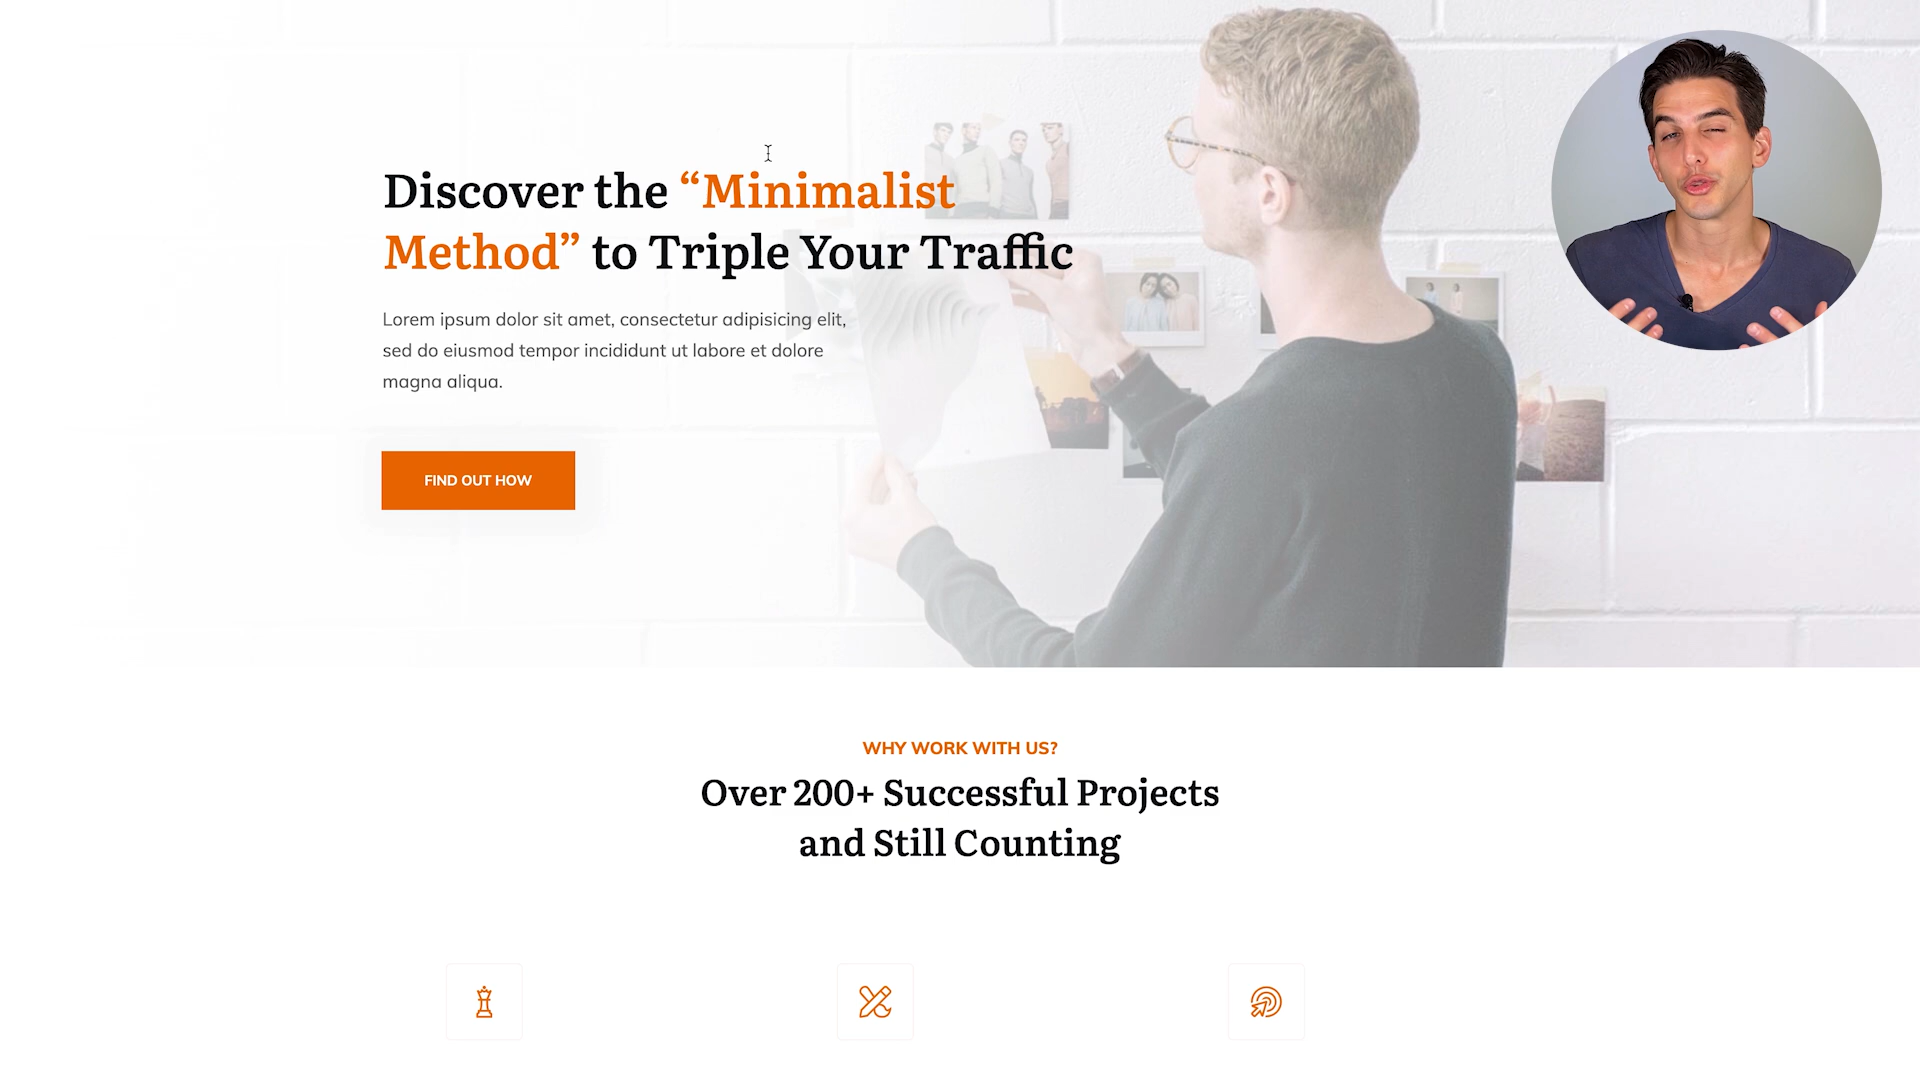 Discover the “Minimalist
Method” to Triple Your Traffic
Lorem ipsum dolor sit amet, consectetur adipisicing elit,
sed do eiusmod tempor incididunt ut labore et dolore
magna aliqua.
FIND OUT HOW
WHY WORK WITH US?
Over 200+ Successful Projects
and Still Counting